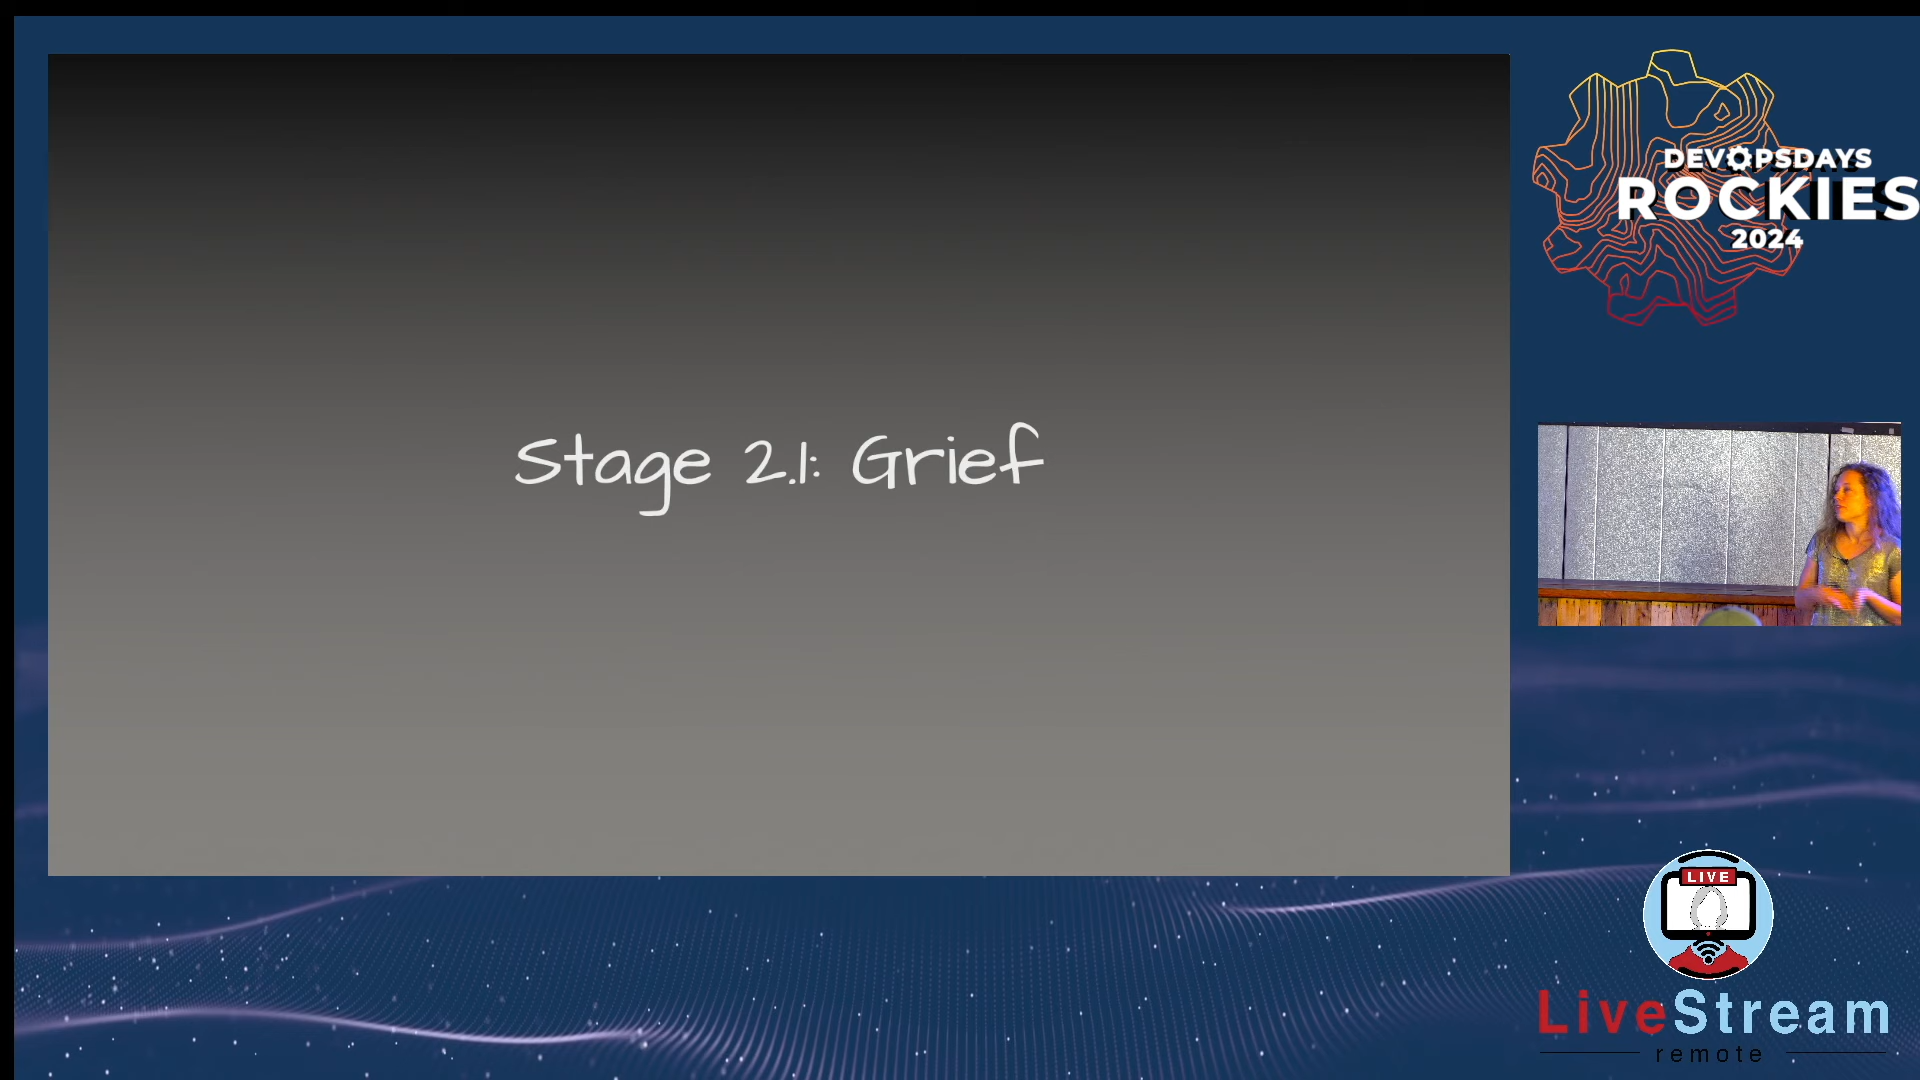 Stage 2.1: Grief
DEVOPSDAYS
ROCKIES
2024
LIVE
LiveStream
remote